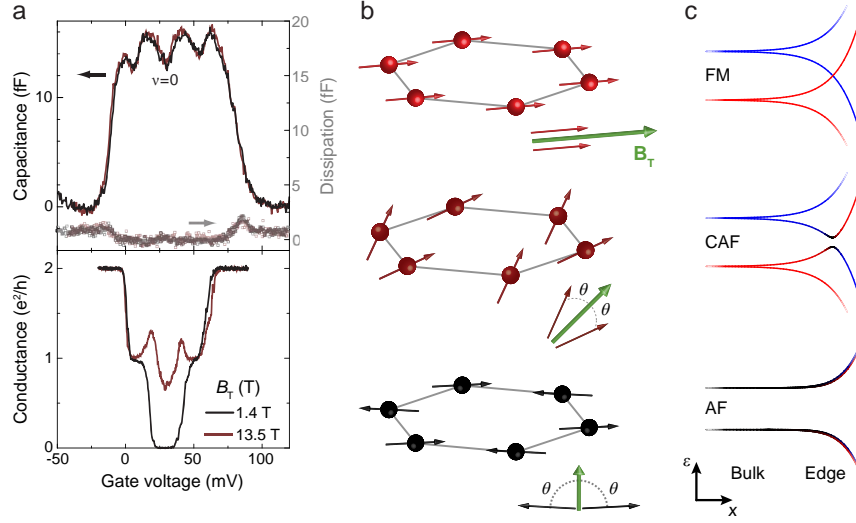 a
Capacitance (fF)
10
0
ν=0
20
15
10
5
0
Dissipation (fF)
Conductance (e²/h)
2
1
0
B_T (T)
1.4 T
13.5 T
-50
0
50
100
Gate voltage (mV)
b
B_T
θ
θ
θ
θ
c
FM
CAF
AF
ε
x
Bulk
Edge